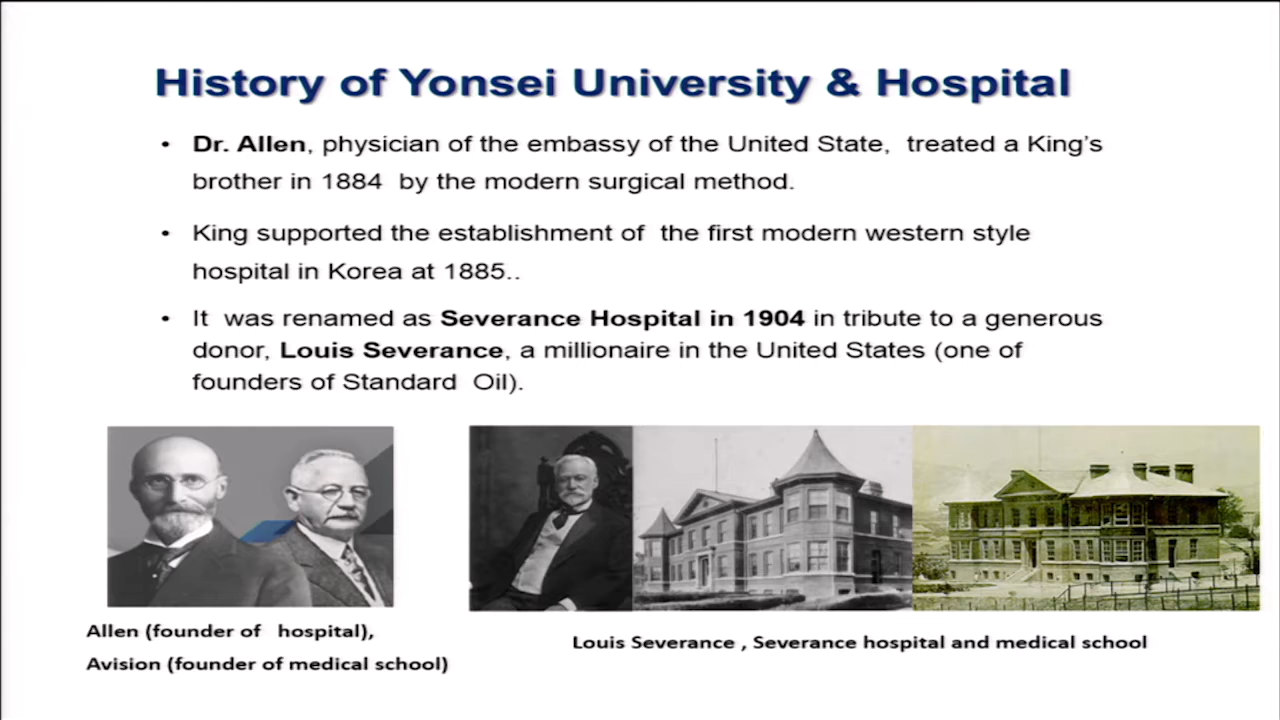 History of Yonsei University & Hospital
• Dr. Allen, physician of the embassy of the United State, treated a King's
brother in 1884 by the modern surgical method.
• King supported the establishment of the first modern western style
hospital in Korea at 1885..
• It was renamed as Severance Hospital in 1904 in tribute to a generous
donor, Louis Severance, a millionaire in the United States (one of
founders of Standard Oil).
Allen (founder of hospital),
Avision (founder of medical school)
Louis Severance , Severance hospital and medical school